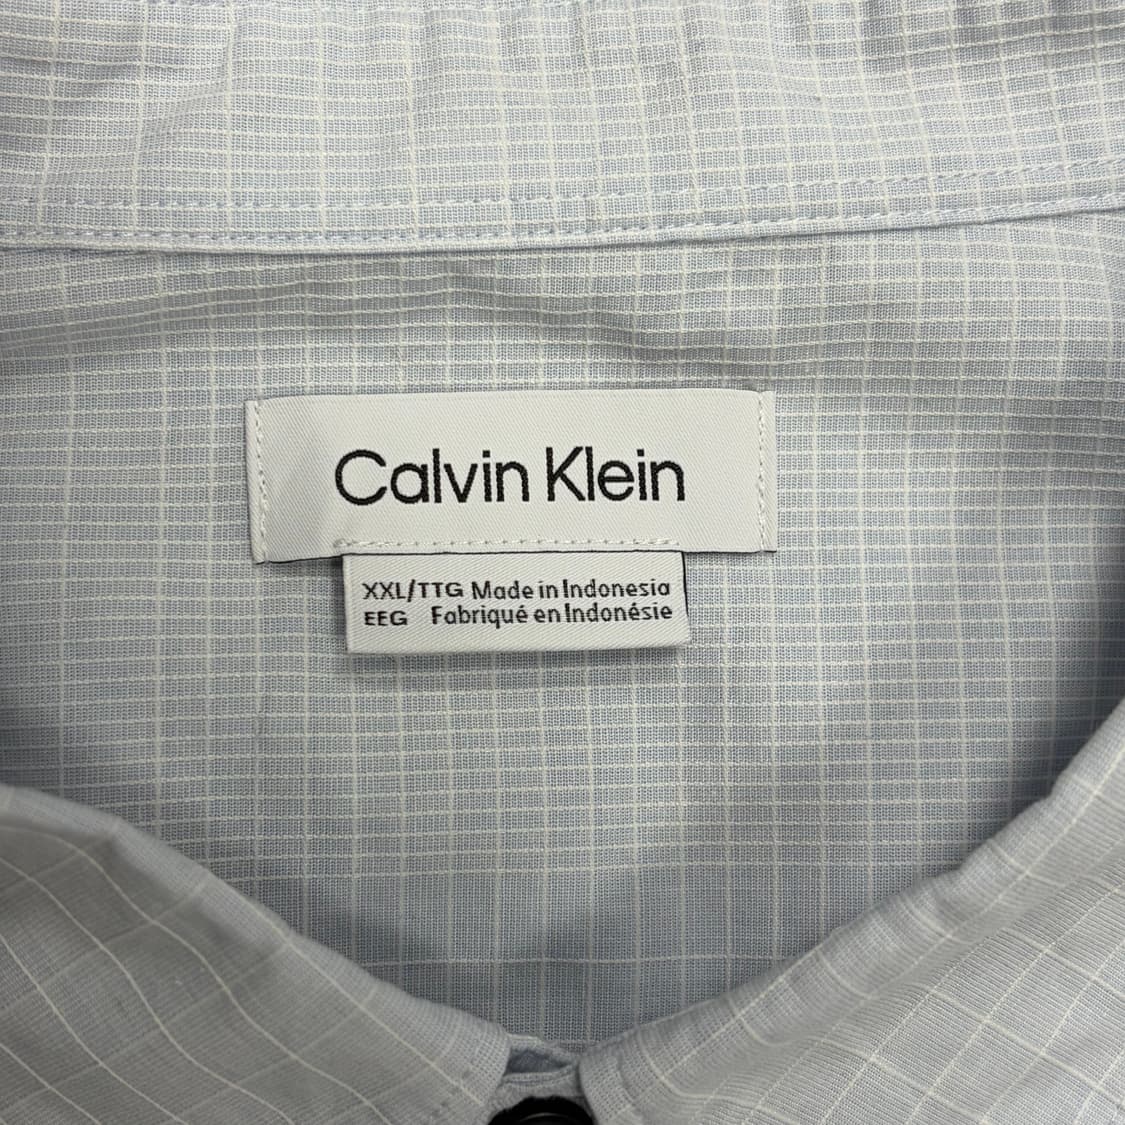 Calvin Klein
XXL/TTG Made in Indonesia
EEG Fabriqué en Indonésie